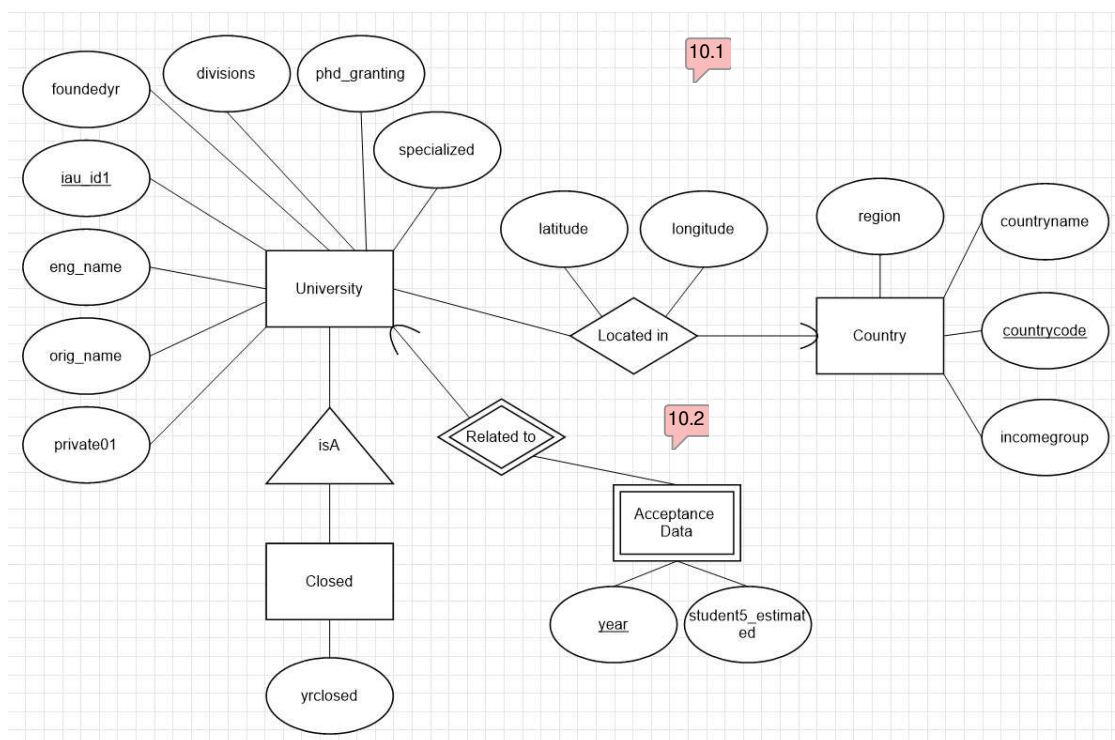 10.1
divisions
phd_granting
foundedyr
specialized
iau_id1
region
countryname
latitude
longitude
eng_name
University
countrycode
Located in
Country
orig_name
10.2
private01
isA
Related to
incomegroup
Acceptance
Data
Closed
year
student5_estimat
ed
yrclosed